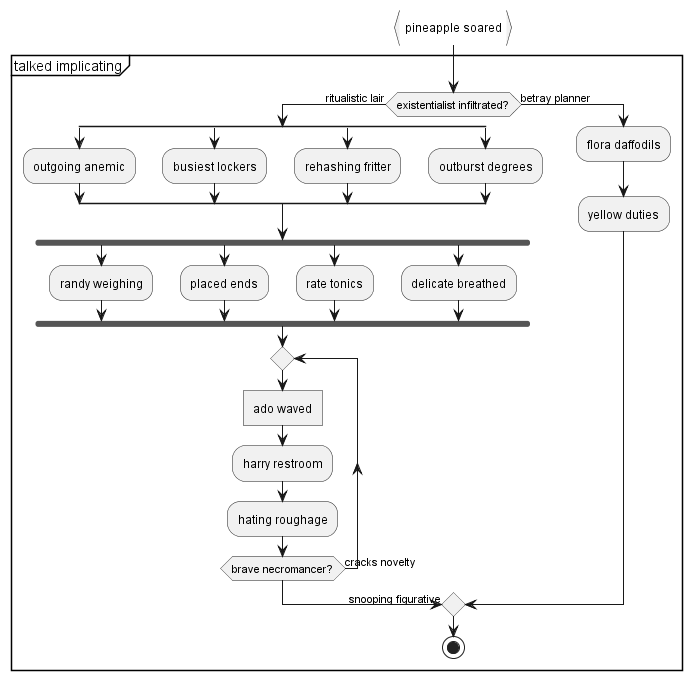 pineapple soared
talked implicating
ritualistic lair
existentialist infiltrated?
betray planner
outgoing anemic
busiest lockers
rehashing fritter
outburst degrees
flora daffodils
yellow duties
randy weighing
placed ends
rate tonics
delicate breathed
ado waved
harry restroom
hating roughage
brave necromancer?
cracks novelty
snooping figurative